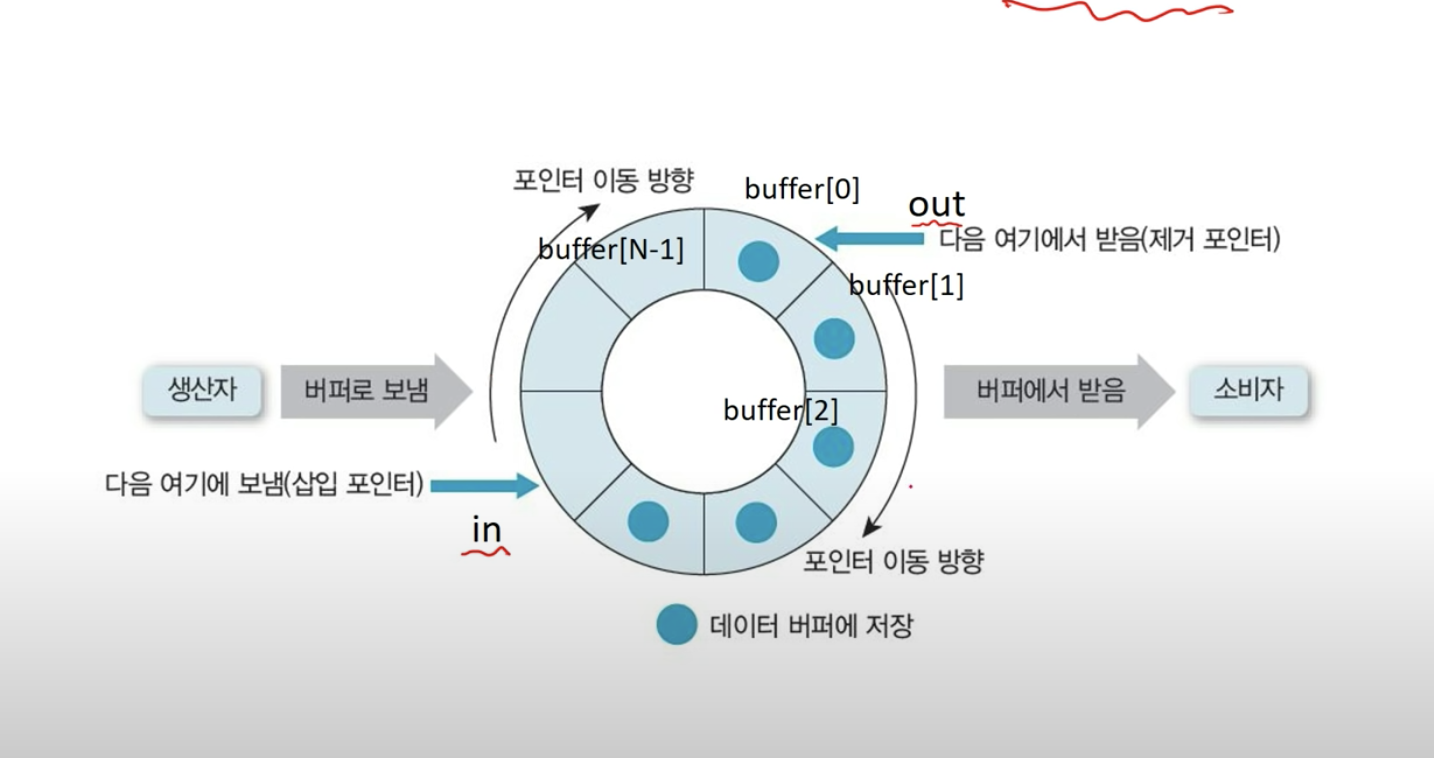 포인터 이동 방향
buffer[0]
out
다음 여기에서 받음(제거 포인터)
buffer[N-1]
buffer[1]
생산자
버퍼로 보냄
buffer[2]
버퍼에서 받음
소비자
다음 여기에 보냄(삽입 포인터)
in
포인터 이동 방향
데이터 버퍼에 저장